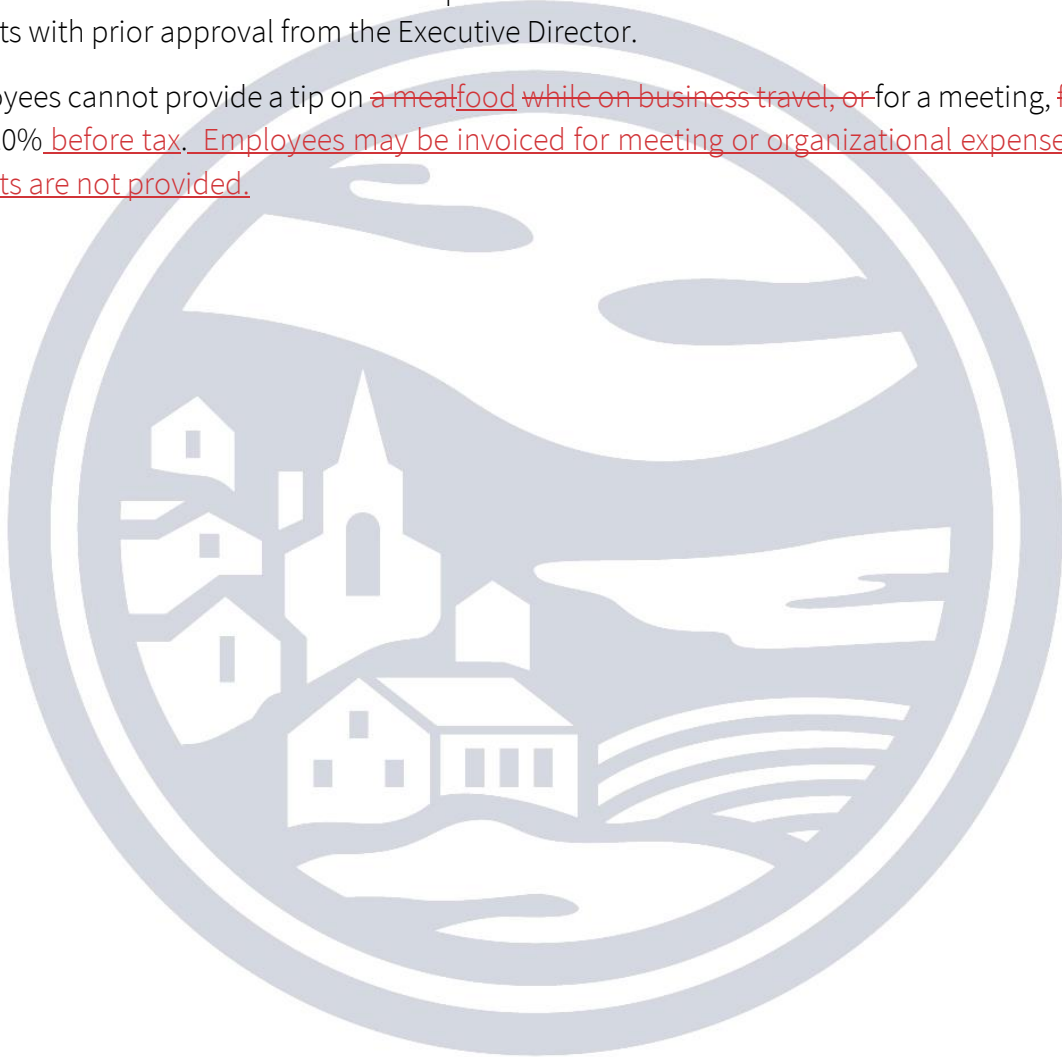 ts with prior approval from the Executive Director.
oyees cannot provide a tip on a mealfood while on business travel, or for a meeting,
0% before tax. Employees may be invoiced for meeting or organizational expense
ts are not provided.